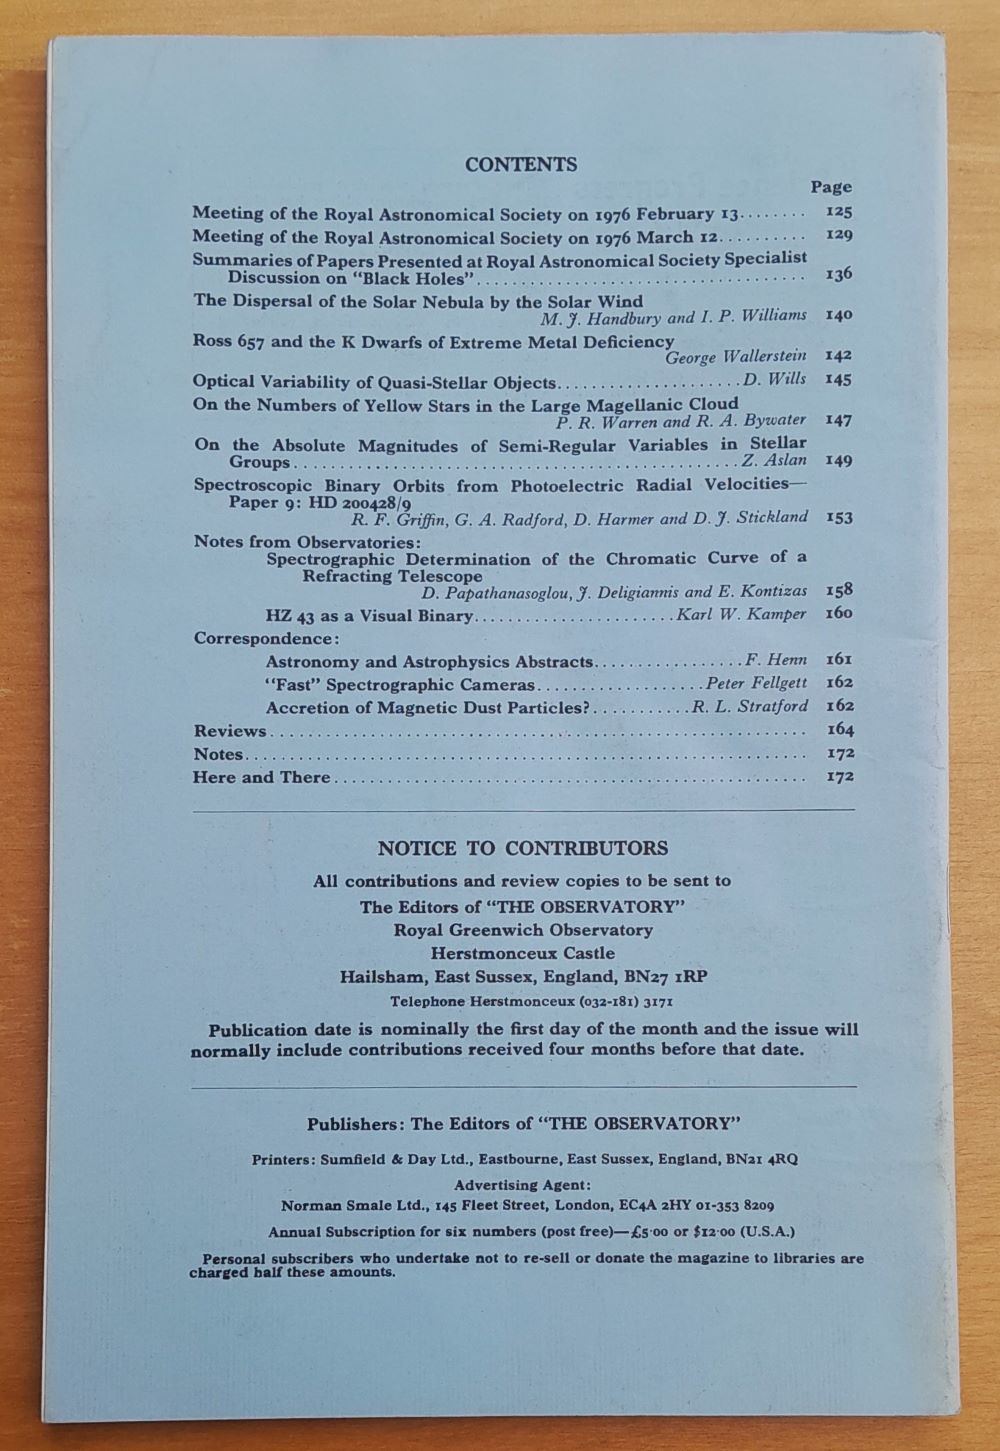 CONTENTS
Page
Meeting of the Royal Astronomical Society on 1976 February 13........ 125
Meeting of the Royal Astronomical Society on 1976 March 12.......... 129
Summaries of Papers Presented at Royal Astronomical Society Specialist
Discussion on “Black Holes”................................... 136
The Dispersal of the Solar Nebula by the Solar Wind
M. J. Handbury and I. P. Williams 140
Ross 657 and the K Dwarfs of Extreme Metal Deficiency
George Wallerstein 142
Optical Variability of Quasi-Stellar Objects....................D. Wills 145
On the Numbers of Yellow Stars in the Large Magellanic Cloud
P. R. Warren and R. A. Bywater 147
On the Absolute Magnitudes of Semi-Regular Variables in Stellar
Groups...............................................Z. Aslan 149
Spectroscopic Binary Orbits from Photoelectric Radial Velocities—
Paper 9: HD 200428/9
R. F. Griffin, G. A. Radford, D. Harmer and D. J. Stickland 153
Notes from Observatories:
Spectrographic Determination of the Chromatic Curve of a
Refracting Telescope
D. Papathanasoglou, J. Deligiannis and E. Kontizas 158
HZ 43 as a Visual Binary......................Karl W. Kamper 160
Correspondence:
Astronomy and Astrophysics Abstracts.................F. Henn 161
“Fast” Spectrographic Cameras...................Peter Fellgett 162
Accretion of Magnetic Dust Particles?...........R. L. Stratford 162
Reviews........................................................... 164
Notes.............................................................. 172
Here and There................................................... 172
NOTICE TO CONTRIBUTORS
All contributions and review copies to be sent to
The Editors of “THE OBSERVATORY”
Royal Greenwich Observatory
Herstmonceux Castle
Hailsham, East Sussex, England, BN27 1RP
Telephone Herstmonceux (032-181) 3171
Publication date is nominally the first day of the month and the issue will
normally include contributions received four months before that date.
Publishers: The Editors of “THE OBSERVATORY”
Printers: Sumfield & Day Ltd., Eastbourne, East Sussex, England, BN21 4RQ
Advertising Agent:
Norman Smale Ltd., 145 Fleet Street, London, EC4A 2HY 01-353 8209
Annual Subscription for six numbers (post free)—£5·00 or $12·00 (U.S.A.)
Personal subscribers who undertake not to re-sell or donate the magazine to libraries are
charged half these amounts.